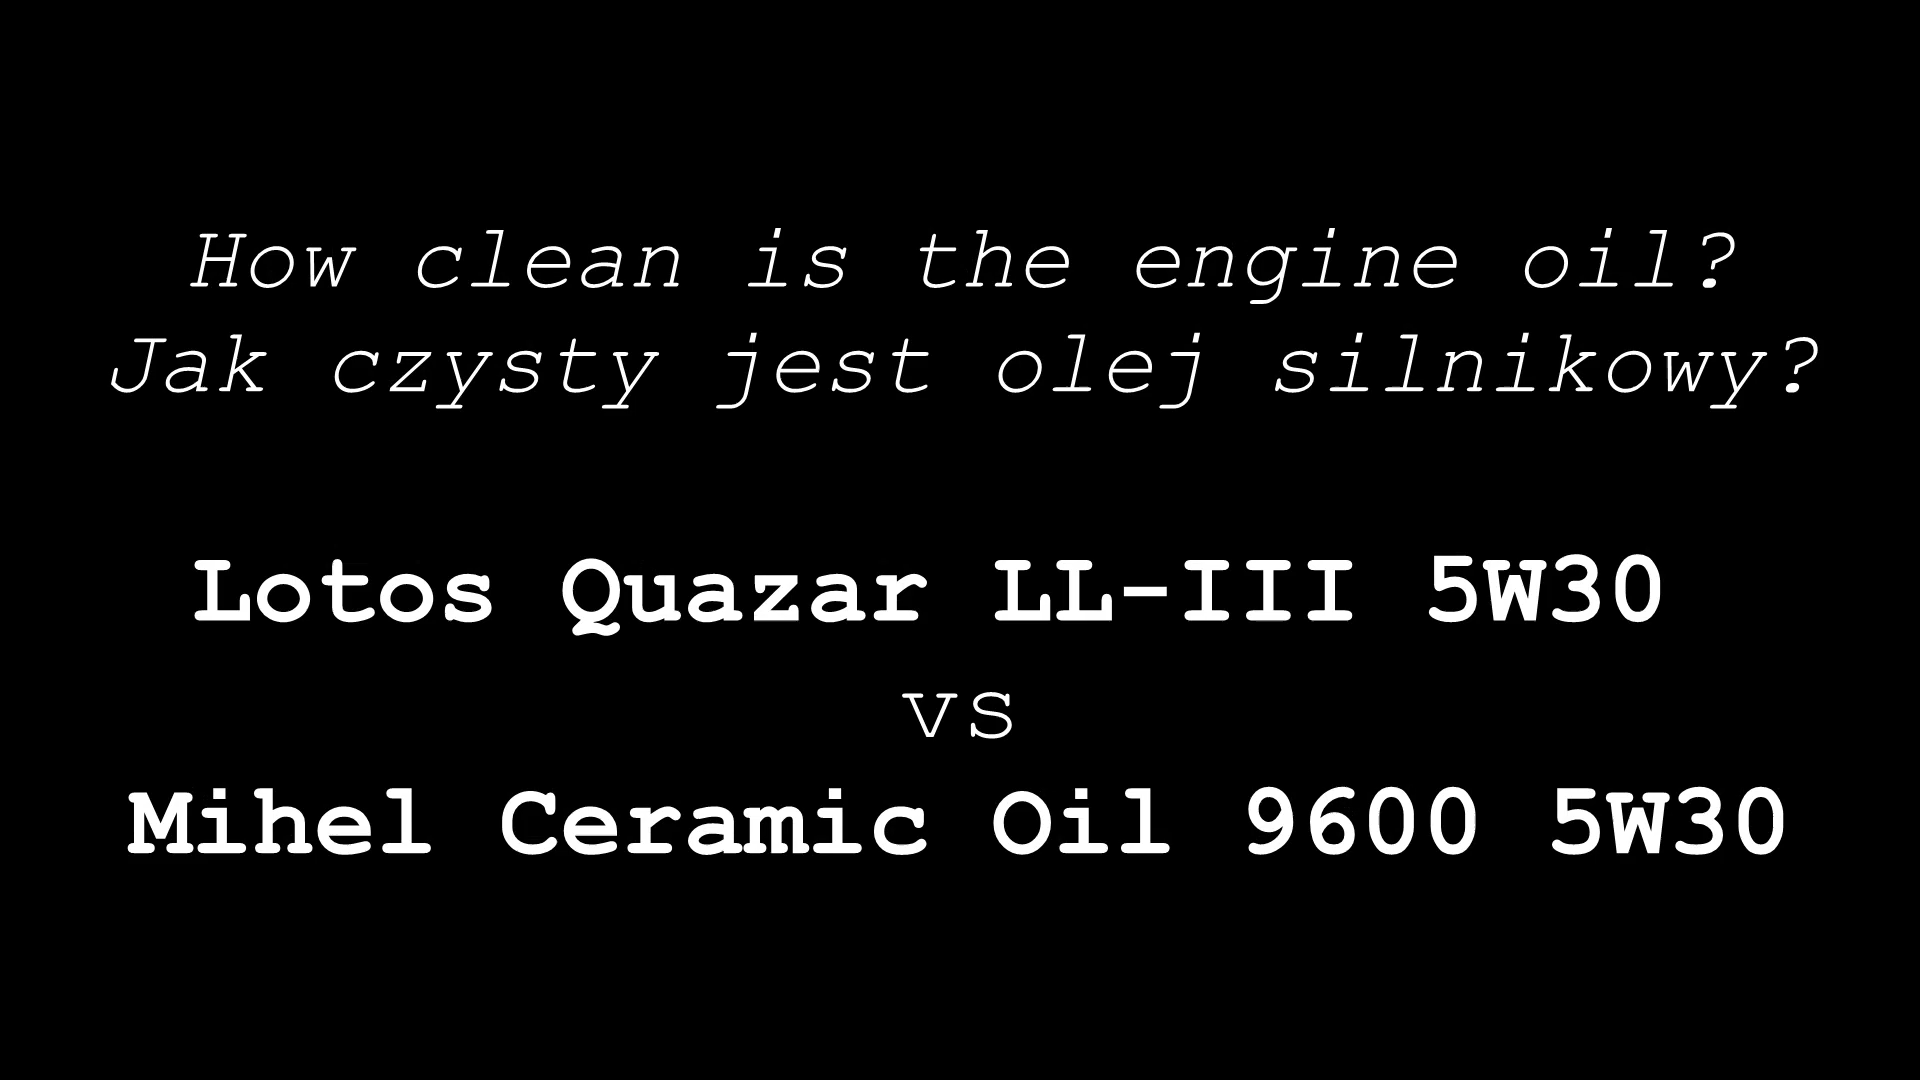 How clean is the engine oil?
Jak czysty jest olej silnikowy?
Lotos Quazar LL-III 5W30
vs
Mihel Ceramic Oil 9600 5W30